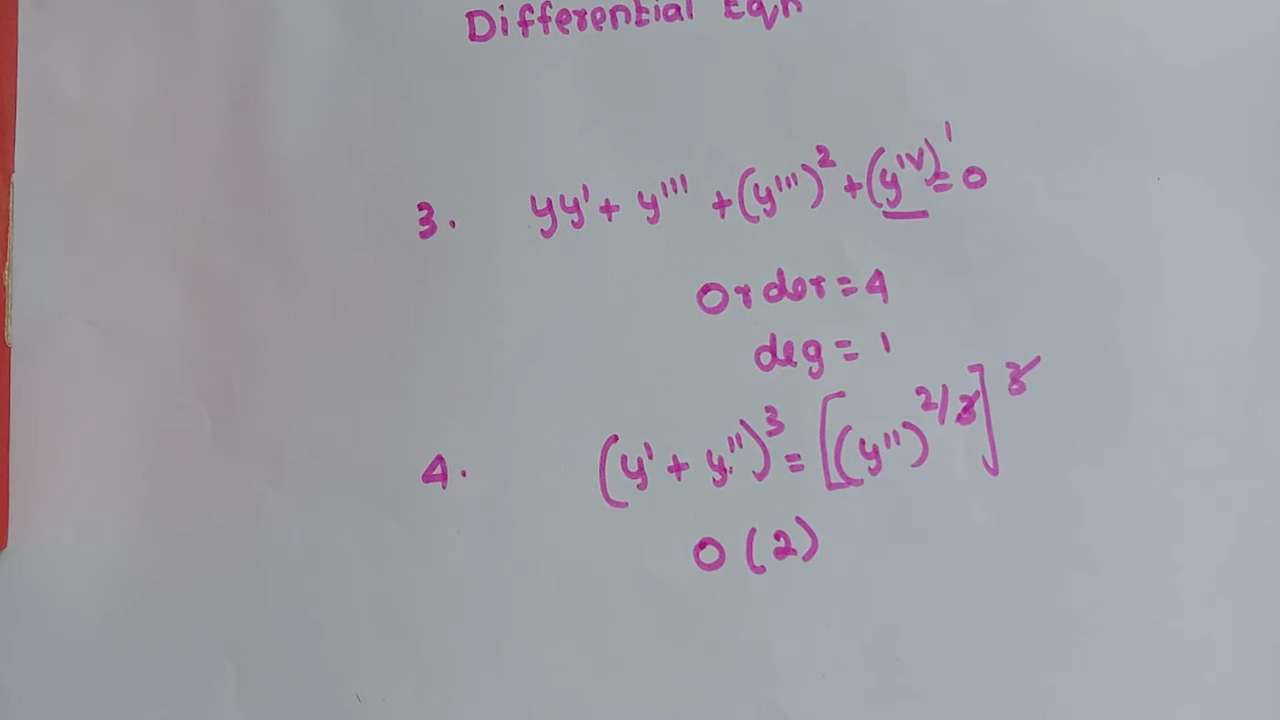 Differential Eqn
3. yy' + y''' + (y''')² + (y'ᵛ)¹ = 0
Order = 4
deg = 1
4. (y' + y'')³ = [(y'')^2/3]^3
O (2)